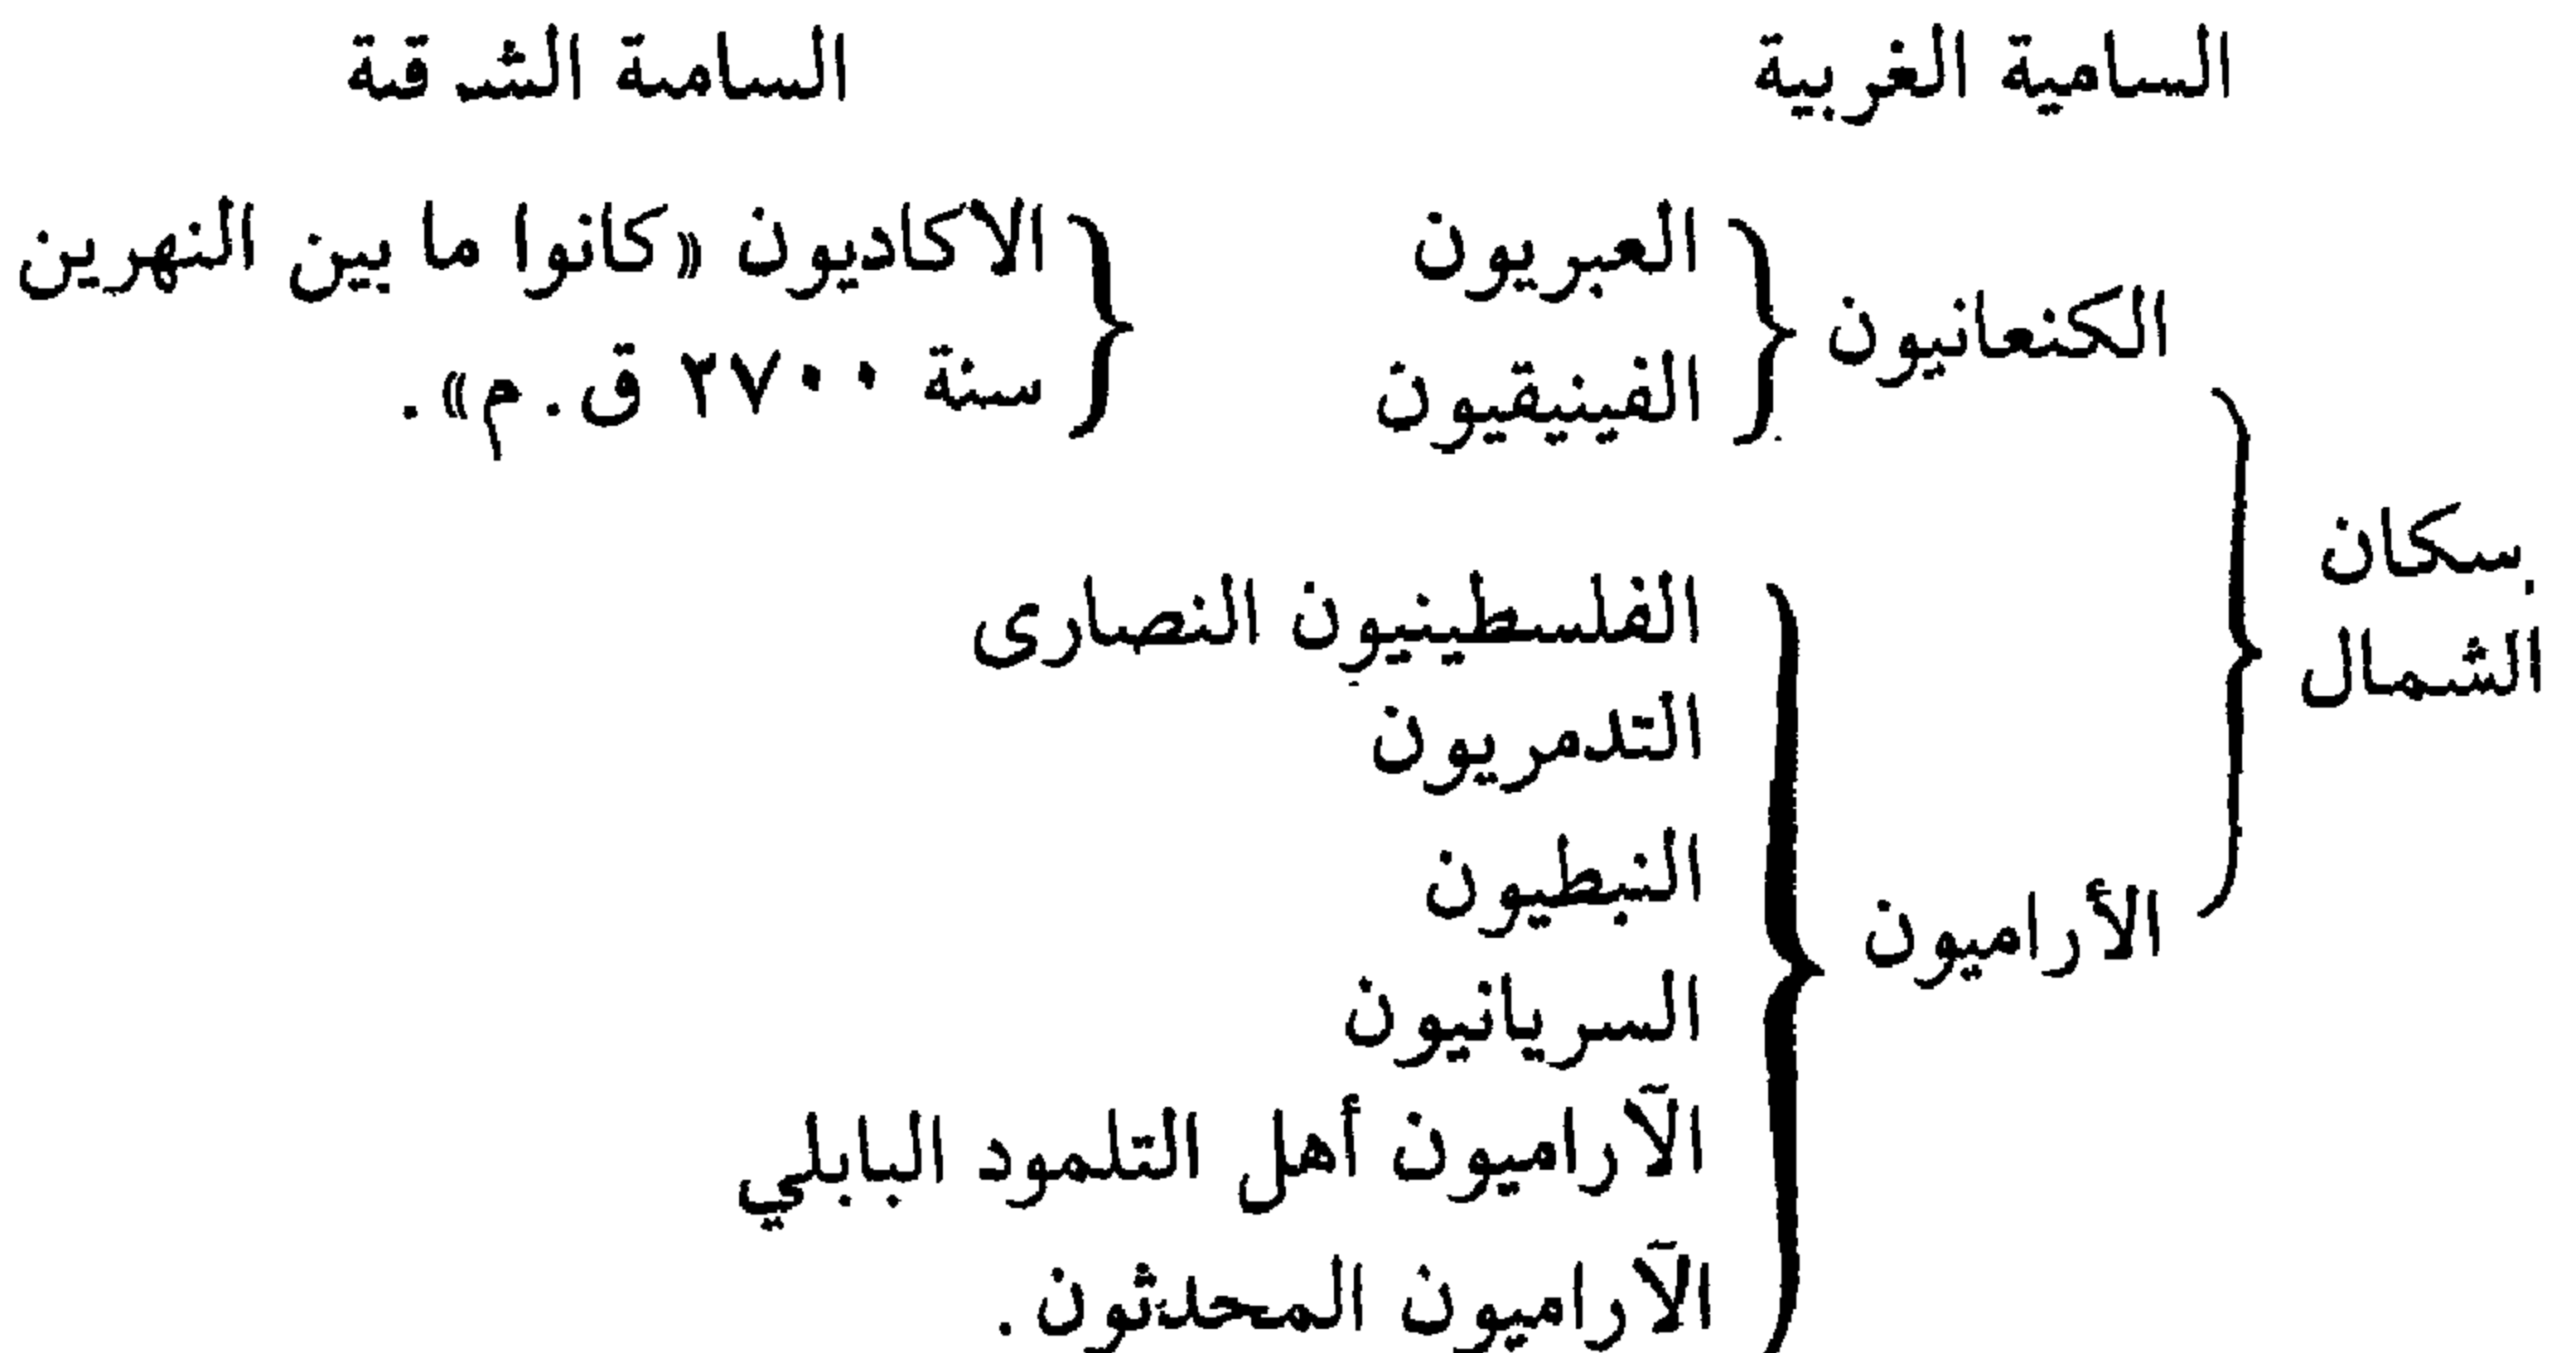 السامية الغربية
السامية الشرقية
سكان
الشمال
الكنعانيون
العبريون
الفينيقيون
الاكاديون «كانوا ما بين النهرين
سنة ٢٧٠٠ ق.م».
الأراميون
الفلسطينيون النصارى
التدمريون
النبطيون
السريانيون
الآراميون أهل التلمود البابلي
الآراميون المحدثون.